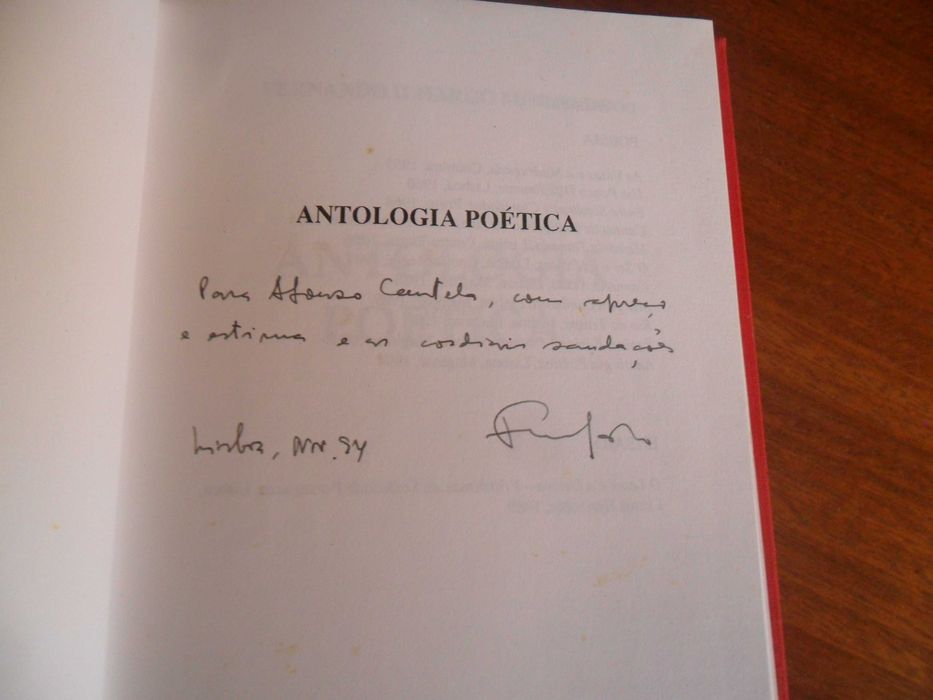 ANTOLOGIA POÉTICA
Para Afonso Cautela, com apreço
e estima e as cordiais saudações
Lisboa, Nov. 94